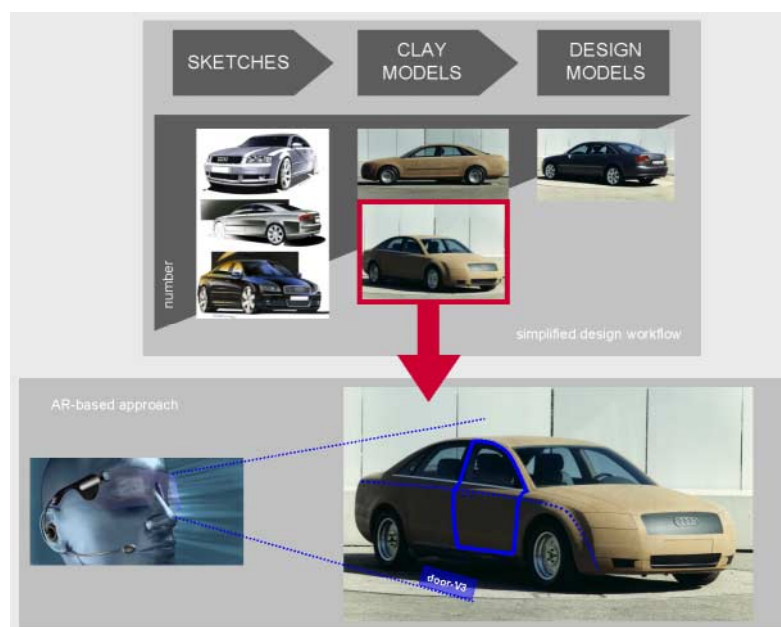 SKETCHES
CLAY
MODELS
DESIGN
MODELS
number
simplified design workflow
AR-based approach
door-V3